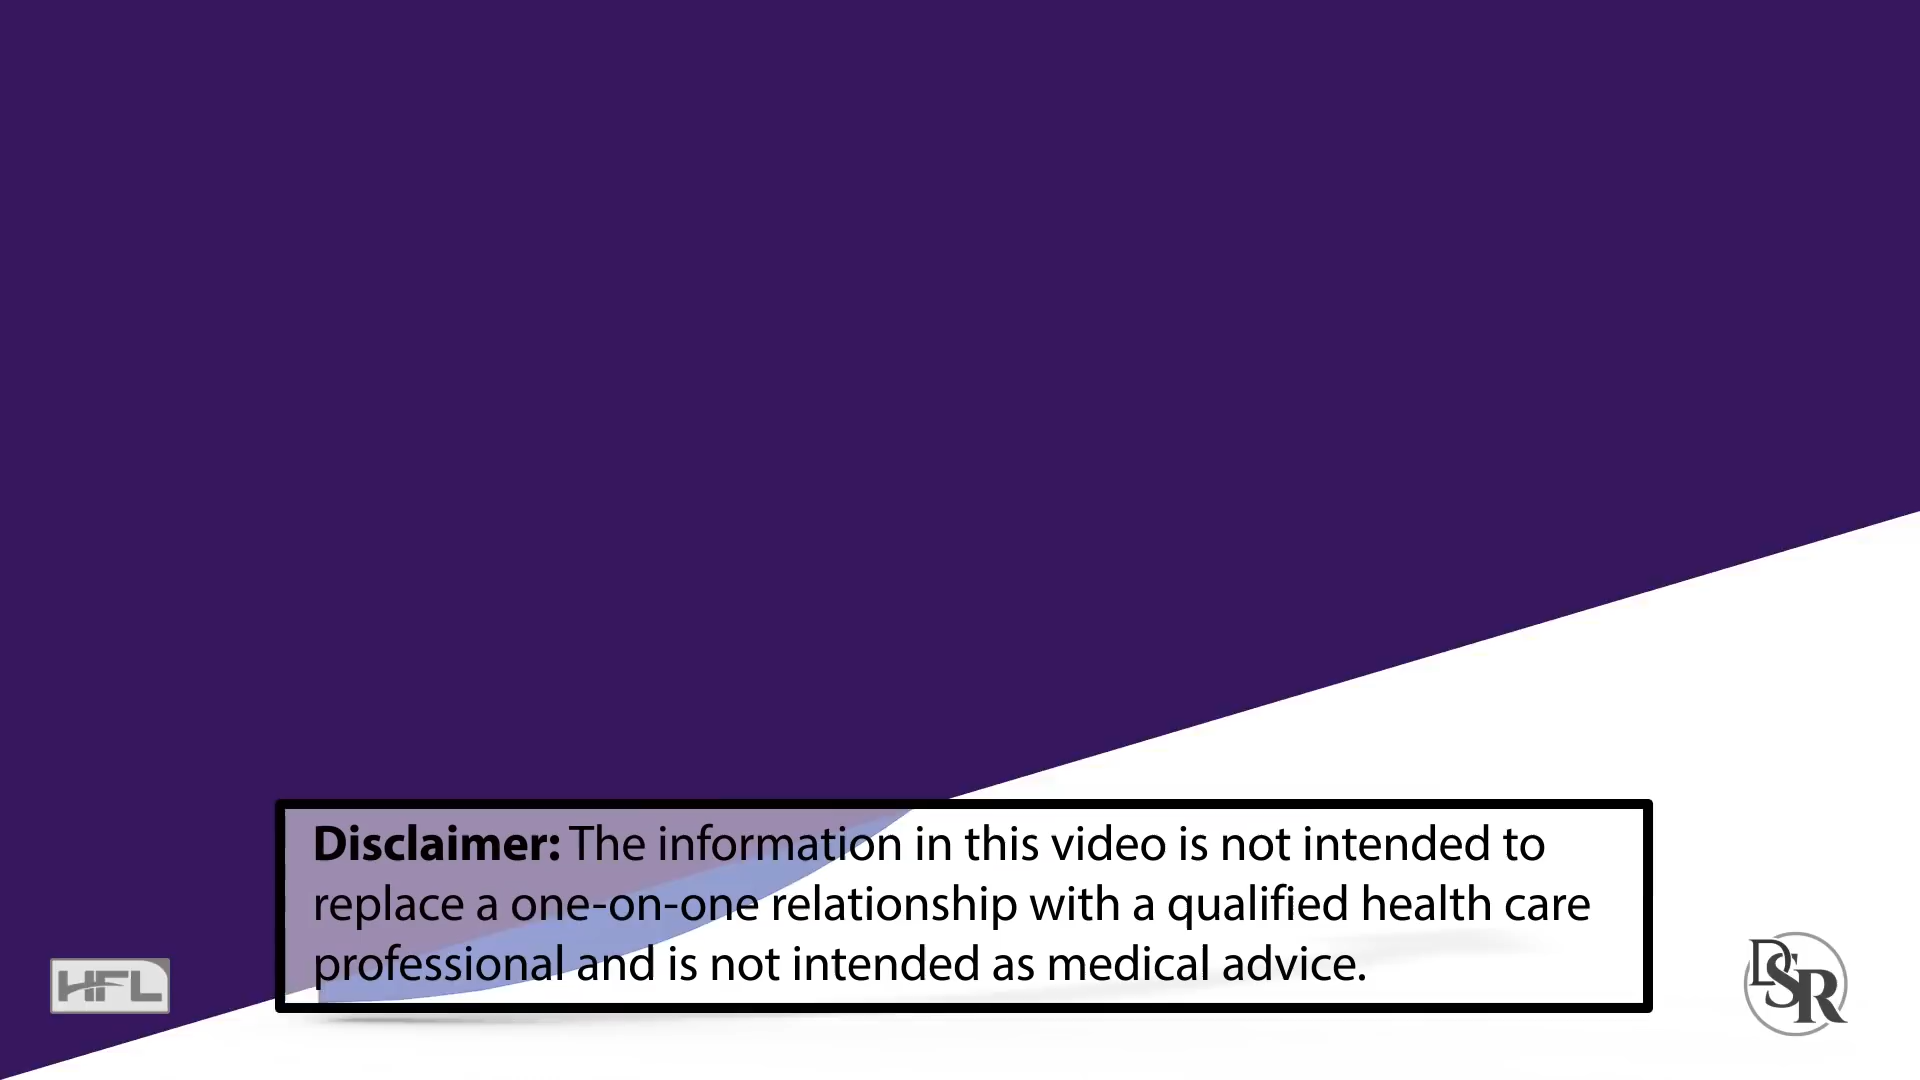 Disclaimer: The information in this video is not intended to
replace a one-on-one relationship with a qualified health care
professional and is not intended as medical advice.
HFL
DSR